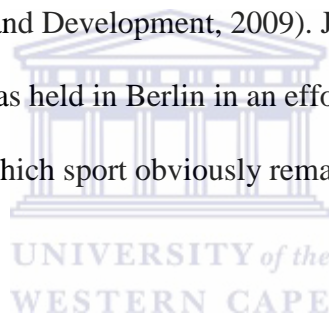 and Development, 2009). J
as held in Berlin in an effo
which sport obviously rema
UNIVERSITY of the
WESTERN CAPE